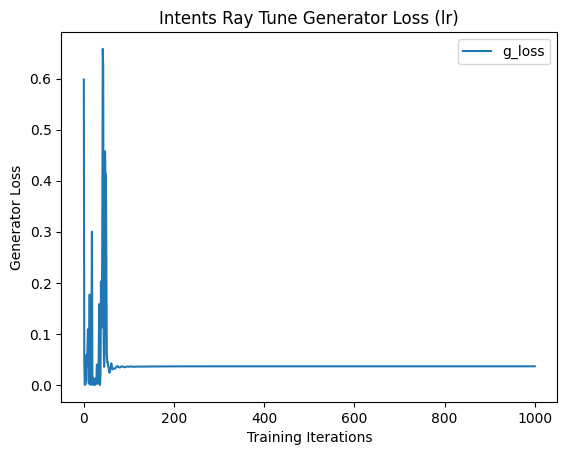 Intents Ray Tune Generator Loss (lr)
g_loss
0.6
0.5
0.4
0.3
0.2
0.1
0.0
Generator Loss
0 200 400 600 800 1000
Training Iterations